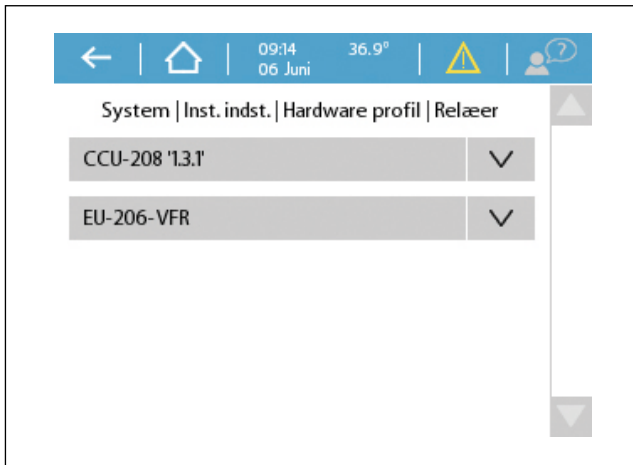 09:14 36.9°
06 Juni
?
System | Inst. indst. | Hardware profil | Relæer
CCU-208 '1.3.1'
EU-206-VFR